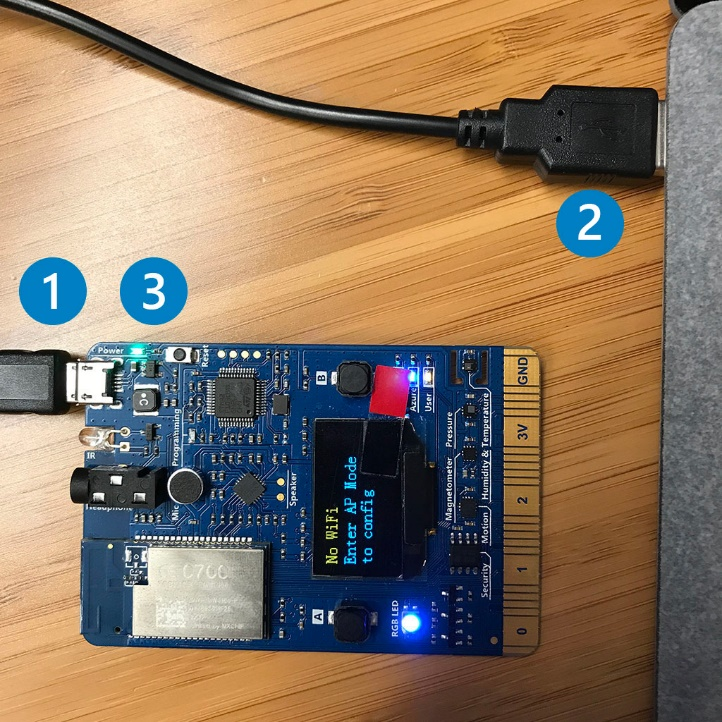 2
1
3
Power
Reset
B
Azure
User
GND
Programming
IR
Headphone
Mic
Speaker
No WiFi
Enter AP Mode
to config
Magnetometer
Pressure
Humidity & Temperature
Motion
Security
3V
2
1
0
A
RGB LED